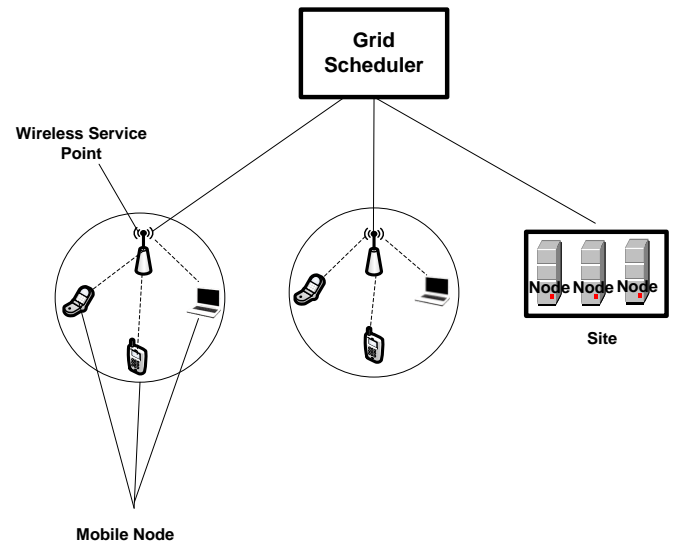 Grid
Scheduler
Wireless Service
Point
Node Node Node
Site
Mobile Node